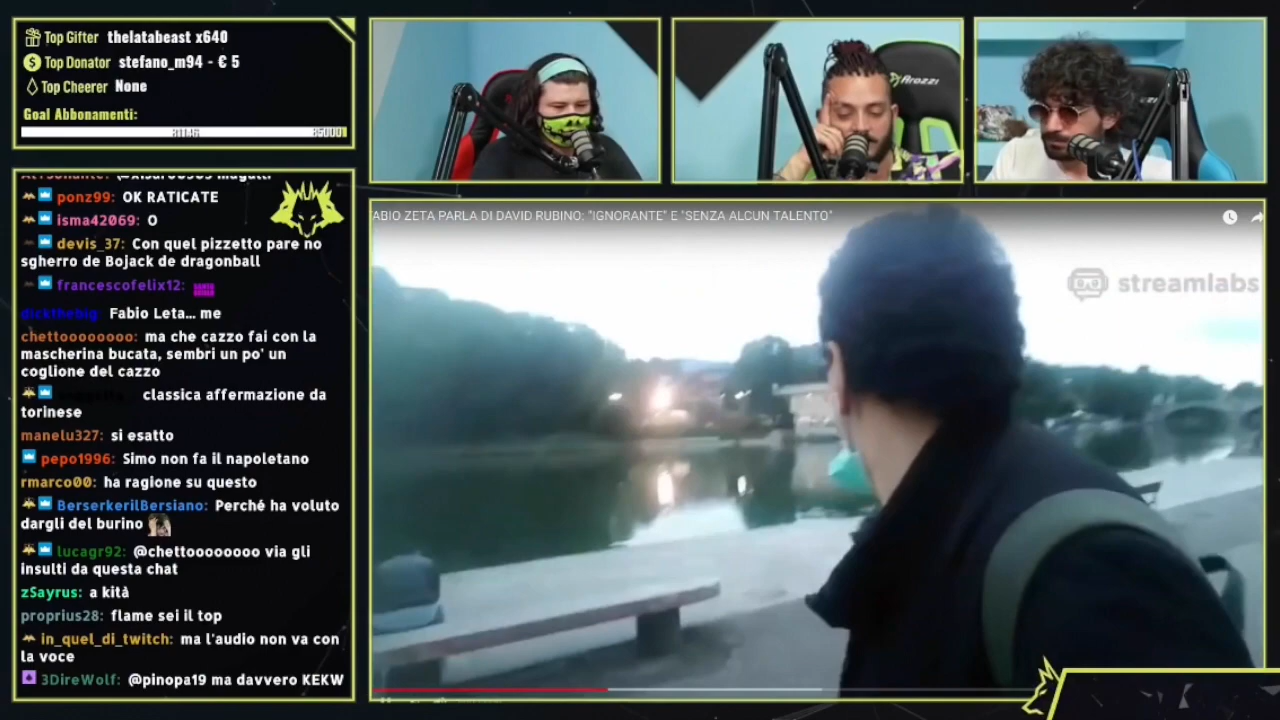 Top Gifter thelatabeast x640
Top Donator stefano_m94 - € 5
Top Cheerer None
Goal Abbonamenti:
81146 85000
ponz99: OK RATICATE
isma42069: O
devis_37: Con quel pizzetto pare no
sgherro de Bojack de dragonball
francescofelix12:
dickthebig: Fabio Leta... me
chettoooooooo: ma che cazzo fai con la
mascherina bucata, sembri un po' un
coglione del cazzo
classica affermazione da
torinese
manelu327: si esatto
pepo1996: Simo non fa il napoletano
rmarco00: ha ragione su questo
BerserkerilBersiano: Perché ha voluto
dargli del burino
lucagr92: @chettoooooooo via gli
insulti da questa chat
zSayrus: a kità
proprius28: flame sei il top
in_quel_di_twitch: ma l'audio non va con
la voce
3DireWolf: @pinopa19 ma davvero KEKW
Arozzi
ABIO ZETA PARLA DI DAVID RUBINO: "IGNORANTE" E "SENZA ALCUN TALENTO"
streamlabs